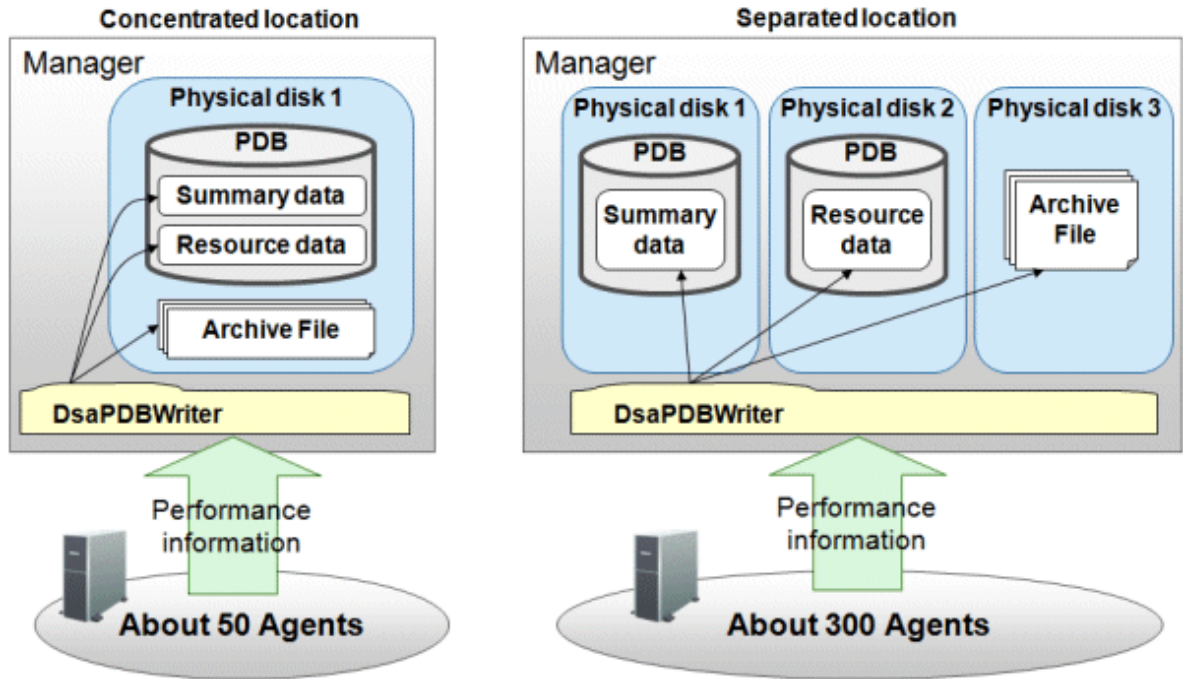 Concentrated location
Manager
Physical disk 1
PDB
Summary data
Resource data
Archive File
DsaPDBWriter
Performance
information
About 50 Agents
Separated location
Manager
Physical disk 1
PDB
Summary
data
Physical disk 2
PDB
Resource
data
Physical disk 3
Archive
File
DsaPDBWriter
Performance
information
About 300 Agents